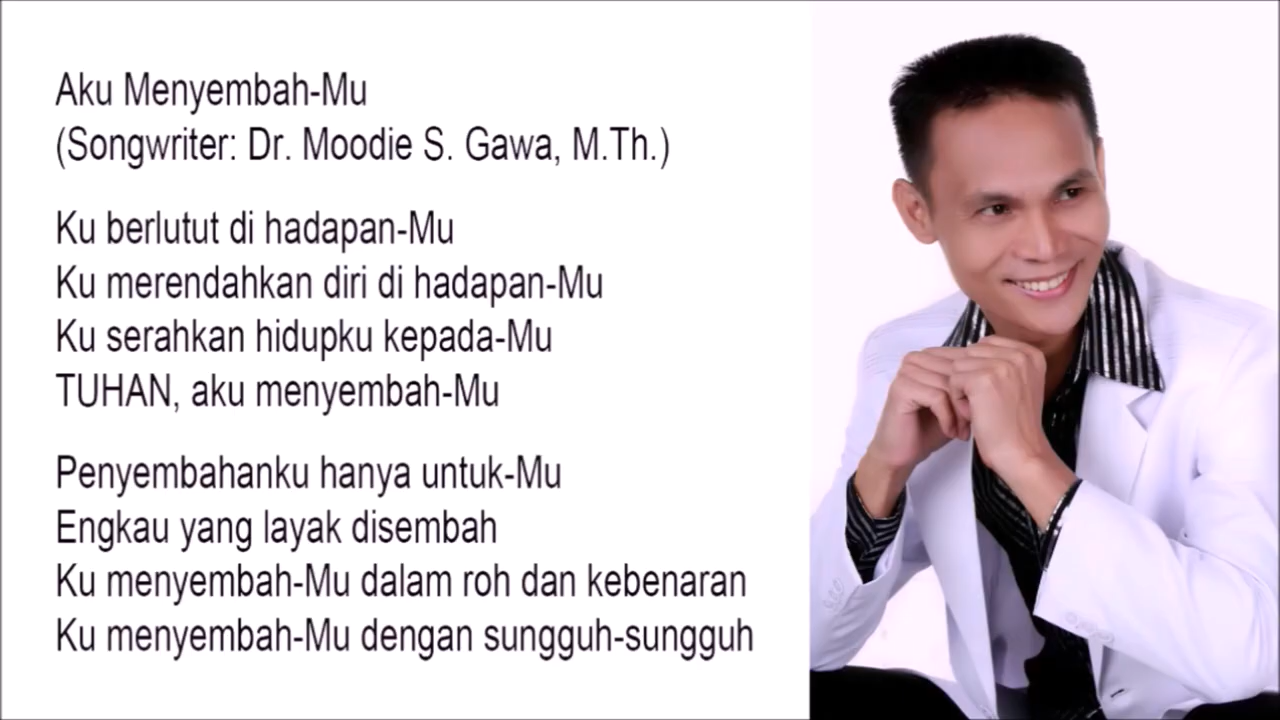 Aku Menyembah-Mu
(Songwriter: Dr. Moodie S. Gawa, M.Th.)
Ku berlutut di hadapan-Mu
Ku merendahkan diri di hadapan-Mu
Ku serahkan hidupku kepada-Mu
TUHAN, aku menyembah-Mu
Penyembahanku hanya untuk-Mu
Engkau yang layak disembah
Ku menyembah-Mu dalam roh dan kebenaran
Ku menyembah-Mu dengan sungguh-sungguh